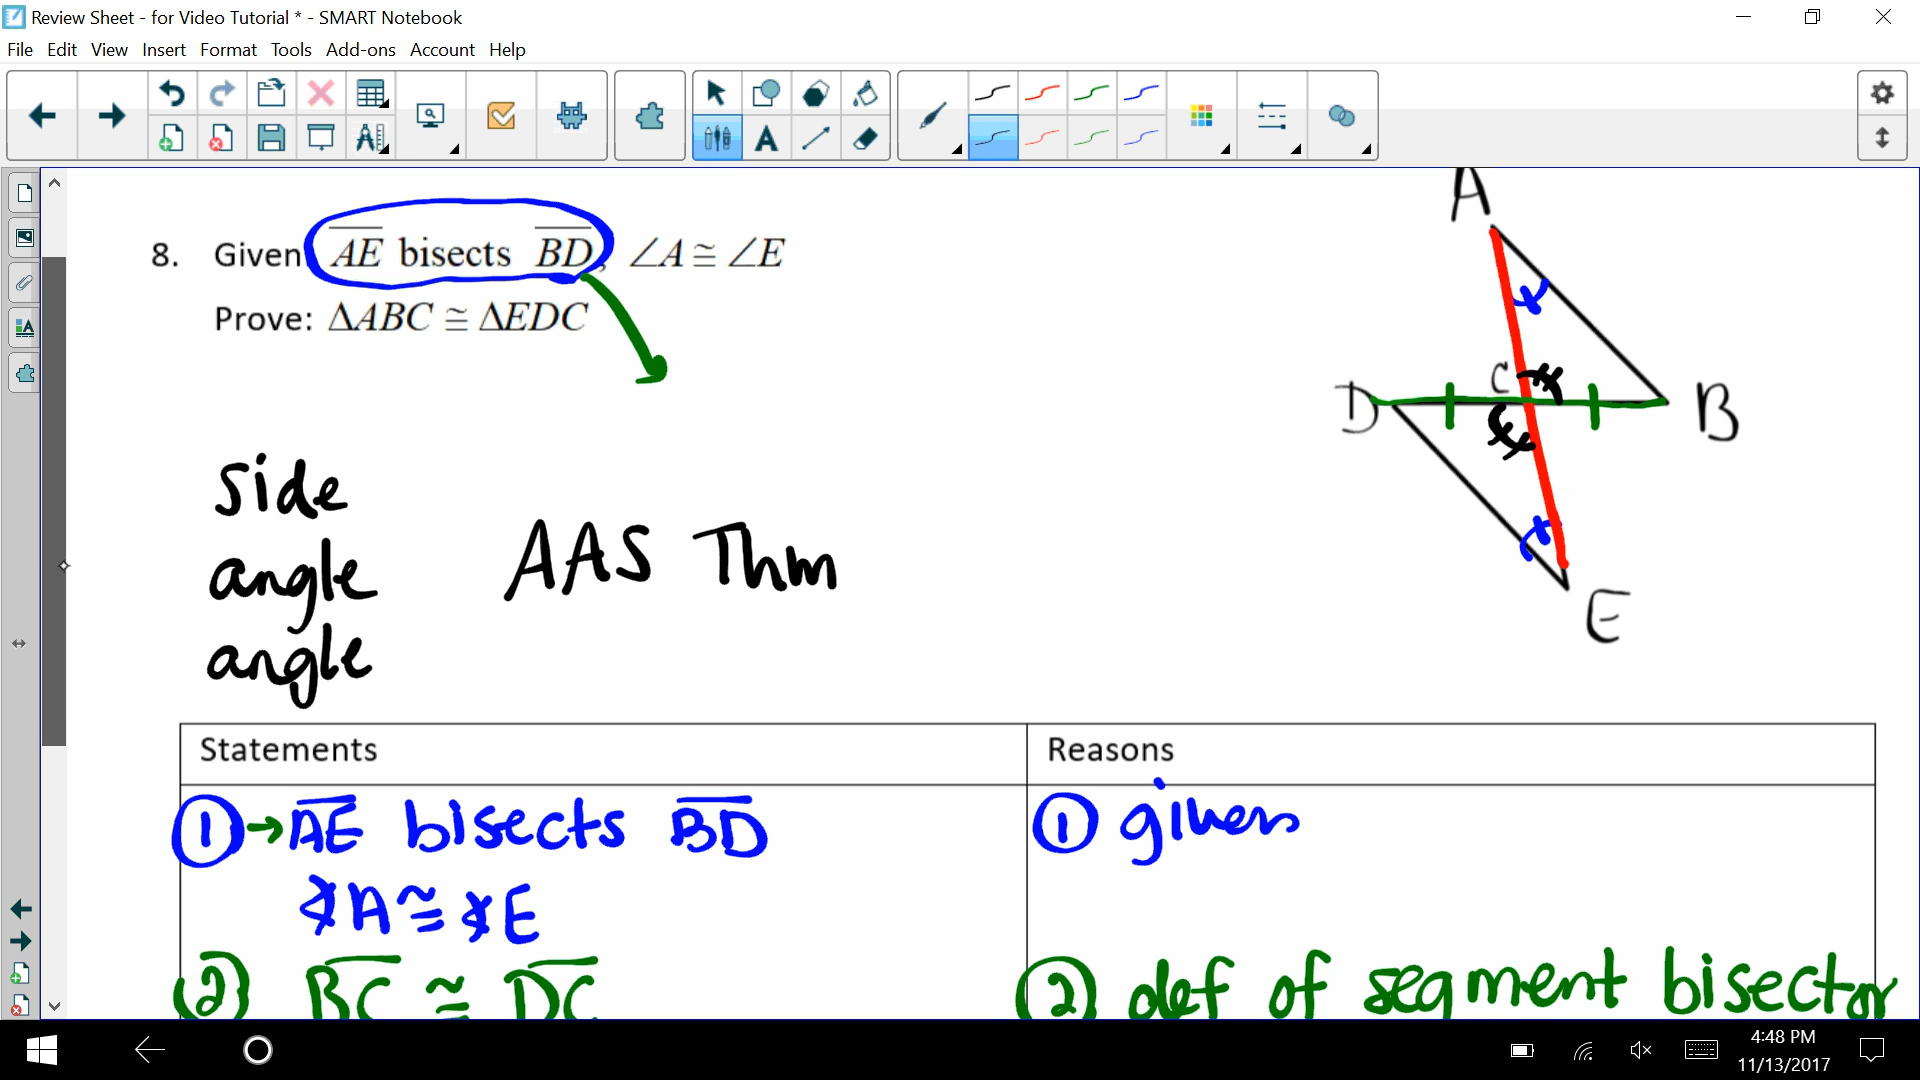 Review Sheet - for Video Tutorial * - SMART Notebook
File Edit View Insert Format Tools Add-ons Account Help
8. Given AE bisects BD, ∠A ≅ ∠E
Prove: ΔABC ≅ ΔEDC
A
C
D
B
E
side
angle
angle
AAS Thm
Statements
Reasons
① → AE bisects BD
① givens
∡A ≅ ∡E
② BC ≅ DC
② def of segment bisector
4:48 PM
11/13/2017